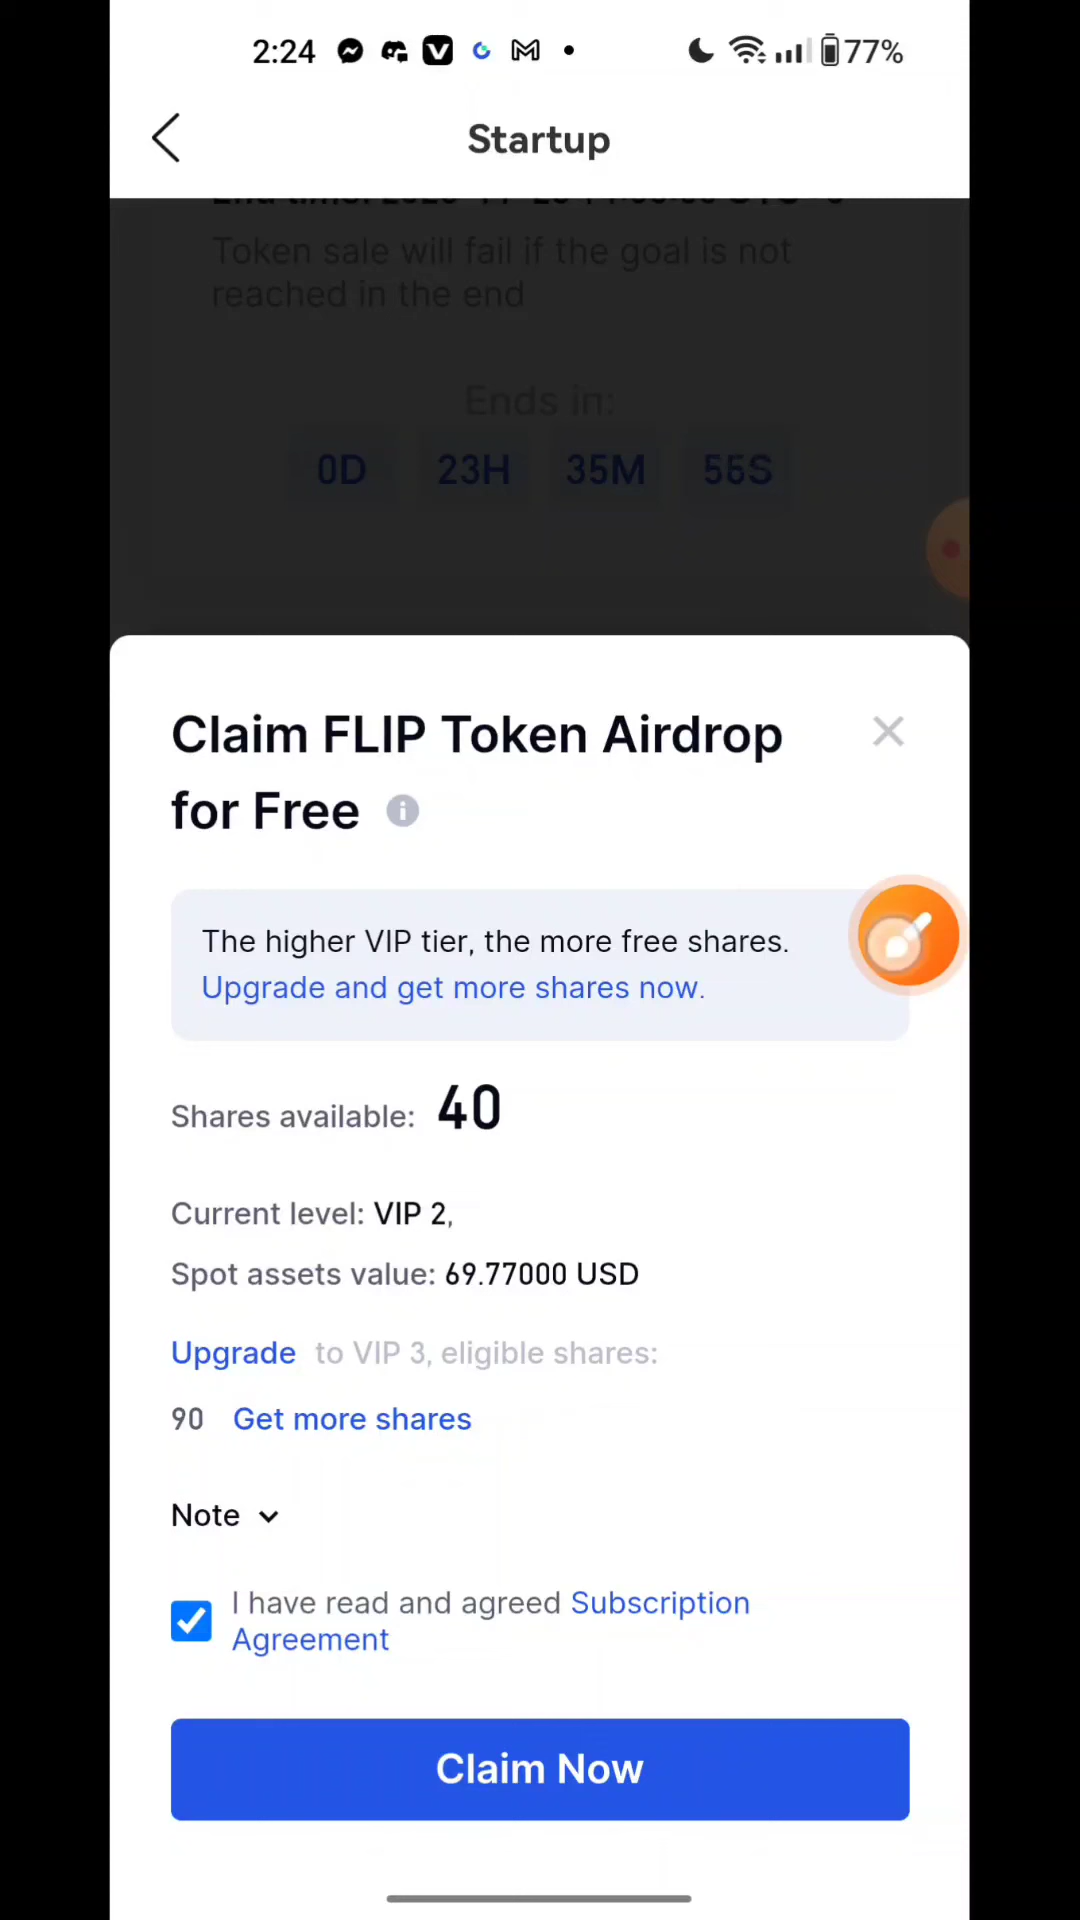 2:24
77%
Startup
Token sale will fail if the goal is not
reached in the end
Ends in:
0D 23H 35M
Claim FLIP Token Airdrop
for Free
The higher VIP tier, the more free shares.
Upgrade and get more shares now.
Shares available: 40
Current level: VIP 2,
Spot assets value: 69.77000 USD
Upgrade to VIP 3, eligible shares:
90 Get more shares
Note
I have read and agreed Subscription
Agreement
Claim Now